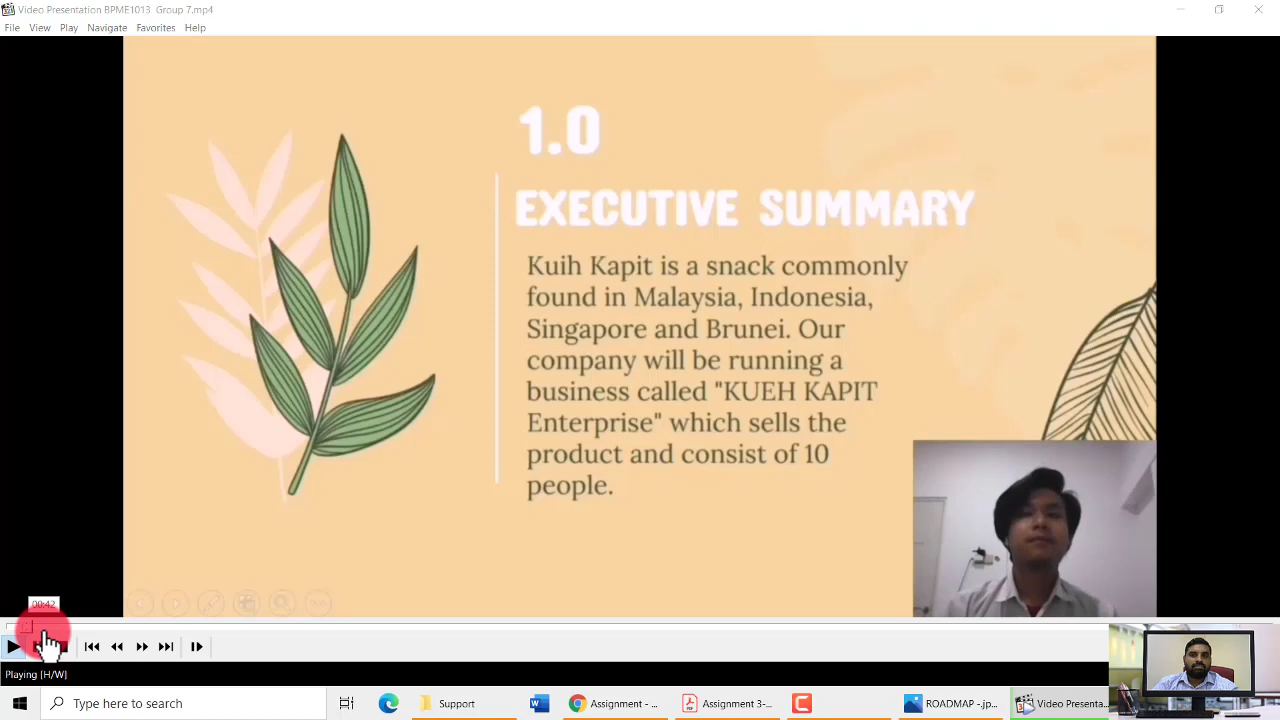 Video Presentation BPME1013 Group 7.mp4
File View Play Navigate Favorites Help
1.0
EXECUTIVE SUMMARY
Kuih Kapit is a snack commonly
found in Malaysia, Indonesia,
Singapore and Brunei. Our
company will be running a
business called "KUEH KAPIT
Enterprise" which sells the
product and consist of 10
people.
00:42
Playing [H/W]
Type here to search
Assignment
Assignment 3-
ROADMAP -.jp...
Video Presenta...